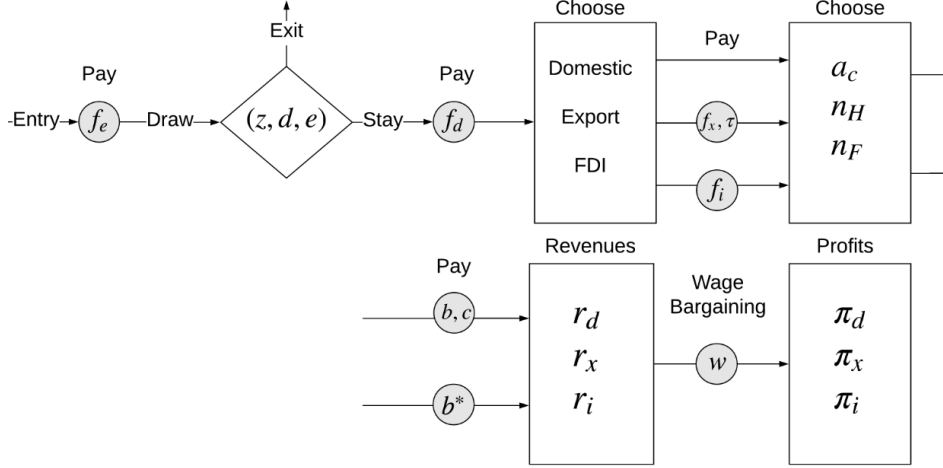 Choose
Choose
Exit
Domestic
Export
FDI
Pay
Pay
Pay
Entry
f_e
Draw
(z, d, e)
Stay
f_d
f_x, τ
f_i
a_c
n_H
n_F
Pay
b, c
b*
Revenues
r_d
r_x
r_i
Wage
Bargaining
w
Profits
π_d
π_x
π_i